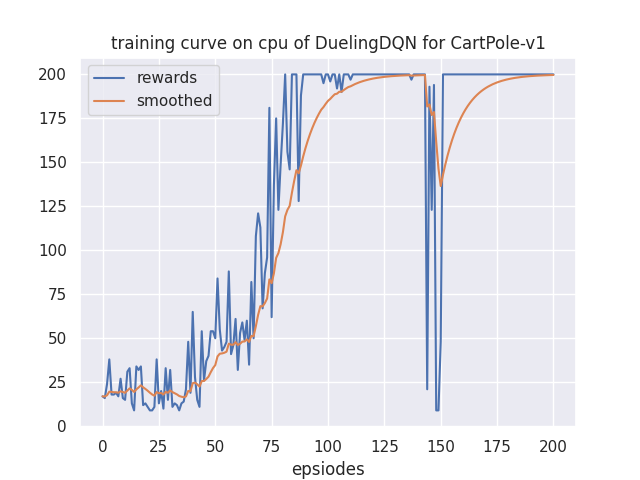 training curve on cpu of DuelingDQN for CartPole-v1
rewards
smoothed
200
175
150
125
100
75
50
25
0
0 25 50 75 100 125 150 175 200
epsiodes